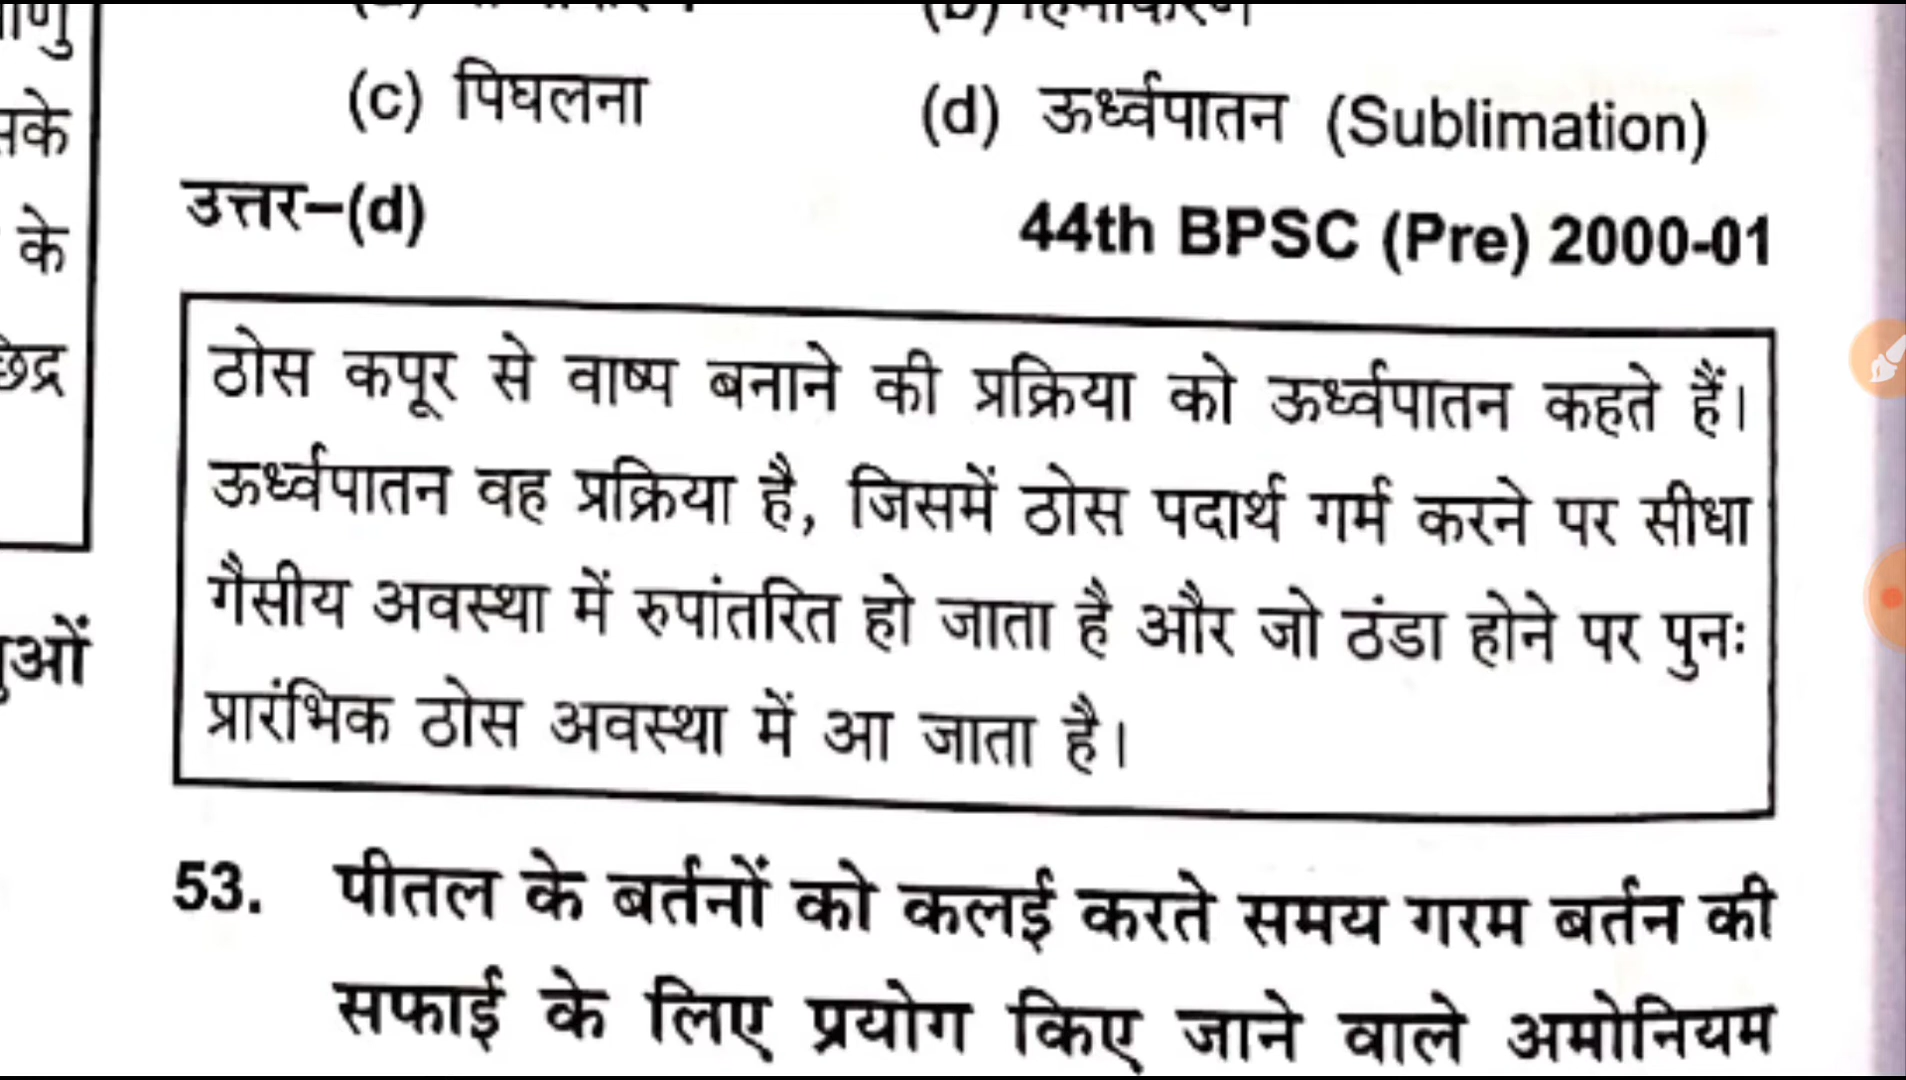 (b) हिमीकरण
(c) पिघलना (d) ऊर्ध्वपातन (Sublimation)
उत्तर–(d) 44th BPSC (Pre) 2000-01
ठोस कपूर से वाष्प बनाने की प्रक्रिया को ऊर्ध्वपातन कहते हैं।
ऊर्ध्वपातन वह प्रक्रिया है, जिसमें ठोस पदार्थ गर्म करने पर सीधा
गैसीय अवस्था में रुपांतरित हो जाता है और जो ठंडा होने पर पुनः
प्रारंभिक ठोस अवस्था में आ जाता है।
53. पीतल के बर्तनों को कलई करते समय गरम बर्तन की
सफाई के लिए प्रयोग किए जाने वाले अमोनियम
के